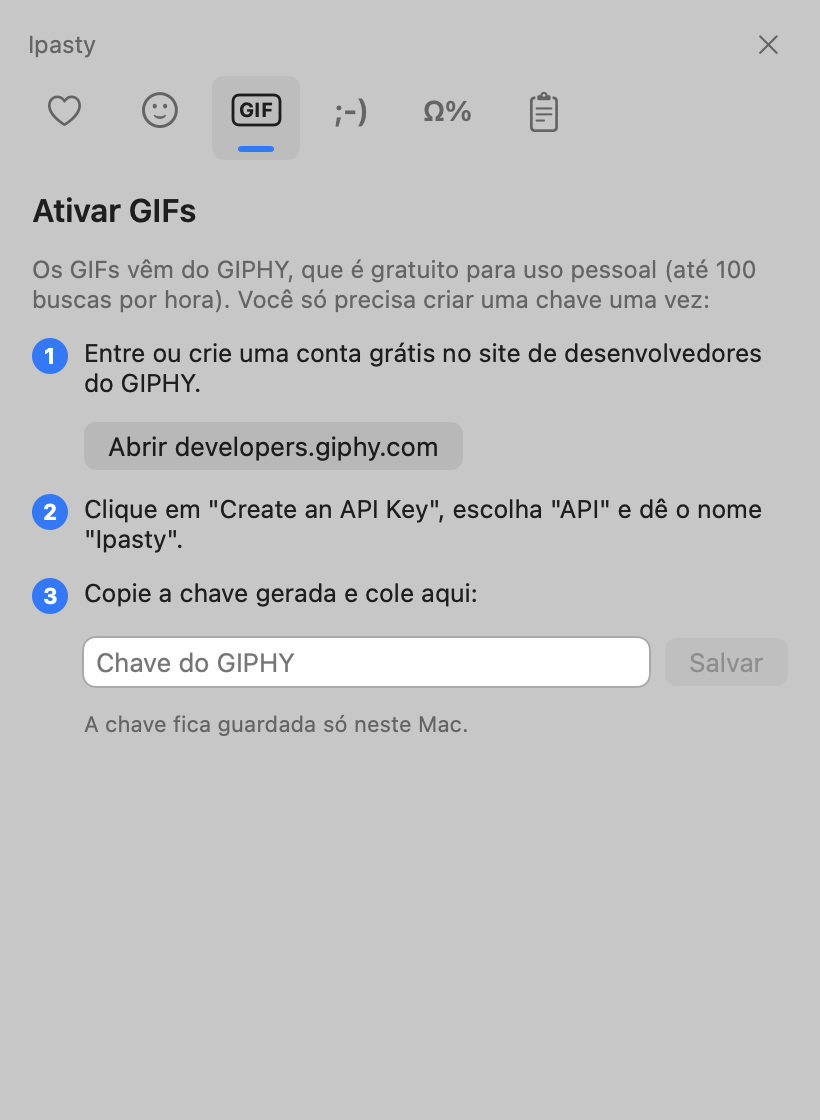 Ipasty
GIF
;-)
Ω%
Ativar GIFs
Os GIFs vêm do GIPHY, que é gratuito para uso pessoal (até 100
buscas por hora). Você só precisa criar uma chave uma vez:
1 Entre ou crie uma conta grátis no site de desenvolvedores
do GIPHY.
Abrir developers.giphy.com
2 Clique em "Create an API Key", escolha "API" e dê o nome
"Ipasty".
3 Copie a chave gerada e cole aqui:
Chave do GIPHY
Salvar
A chave fica guardada só neste Mac.